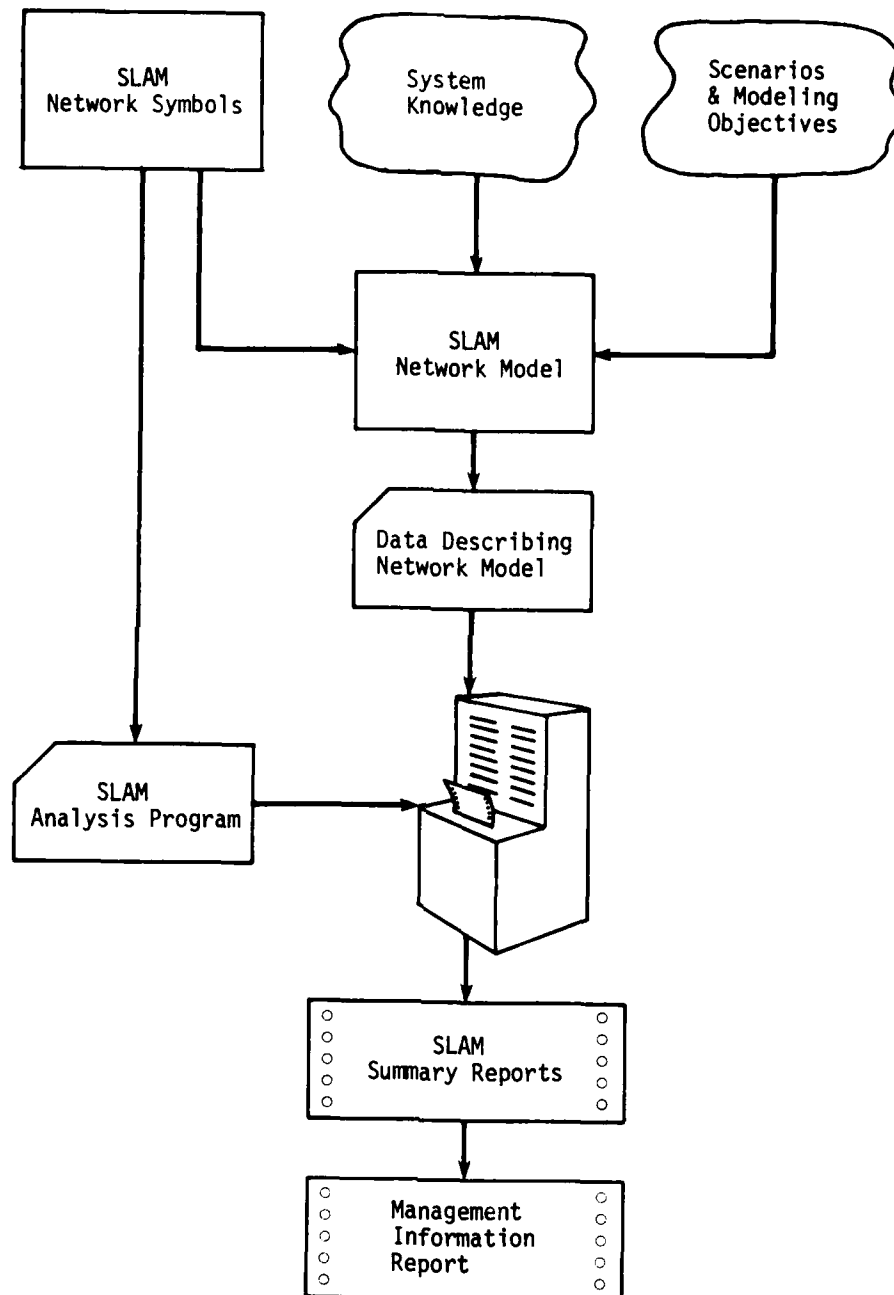 SLAM
Network Symbols
System
Knowledge
Scenarios
& Modeling
Objectives
SLAM
Network Model
Data Describing
Network Model
SLAM
Analysis Program
SLAM
Summary Reports
Management
Information
Report